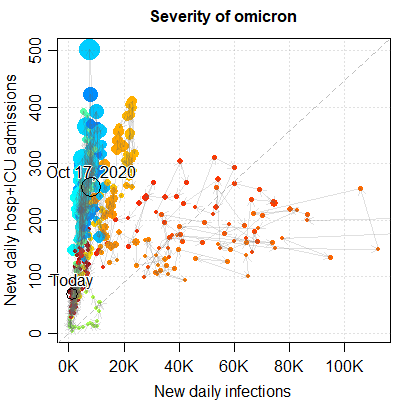 Severity of omicron
New daily hosp+ICU admissions
500
400
300
200
100
0
Oct 17, 2020
Today
0K 20K 40K 60K 80K 100K
New daily infections